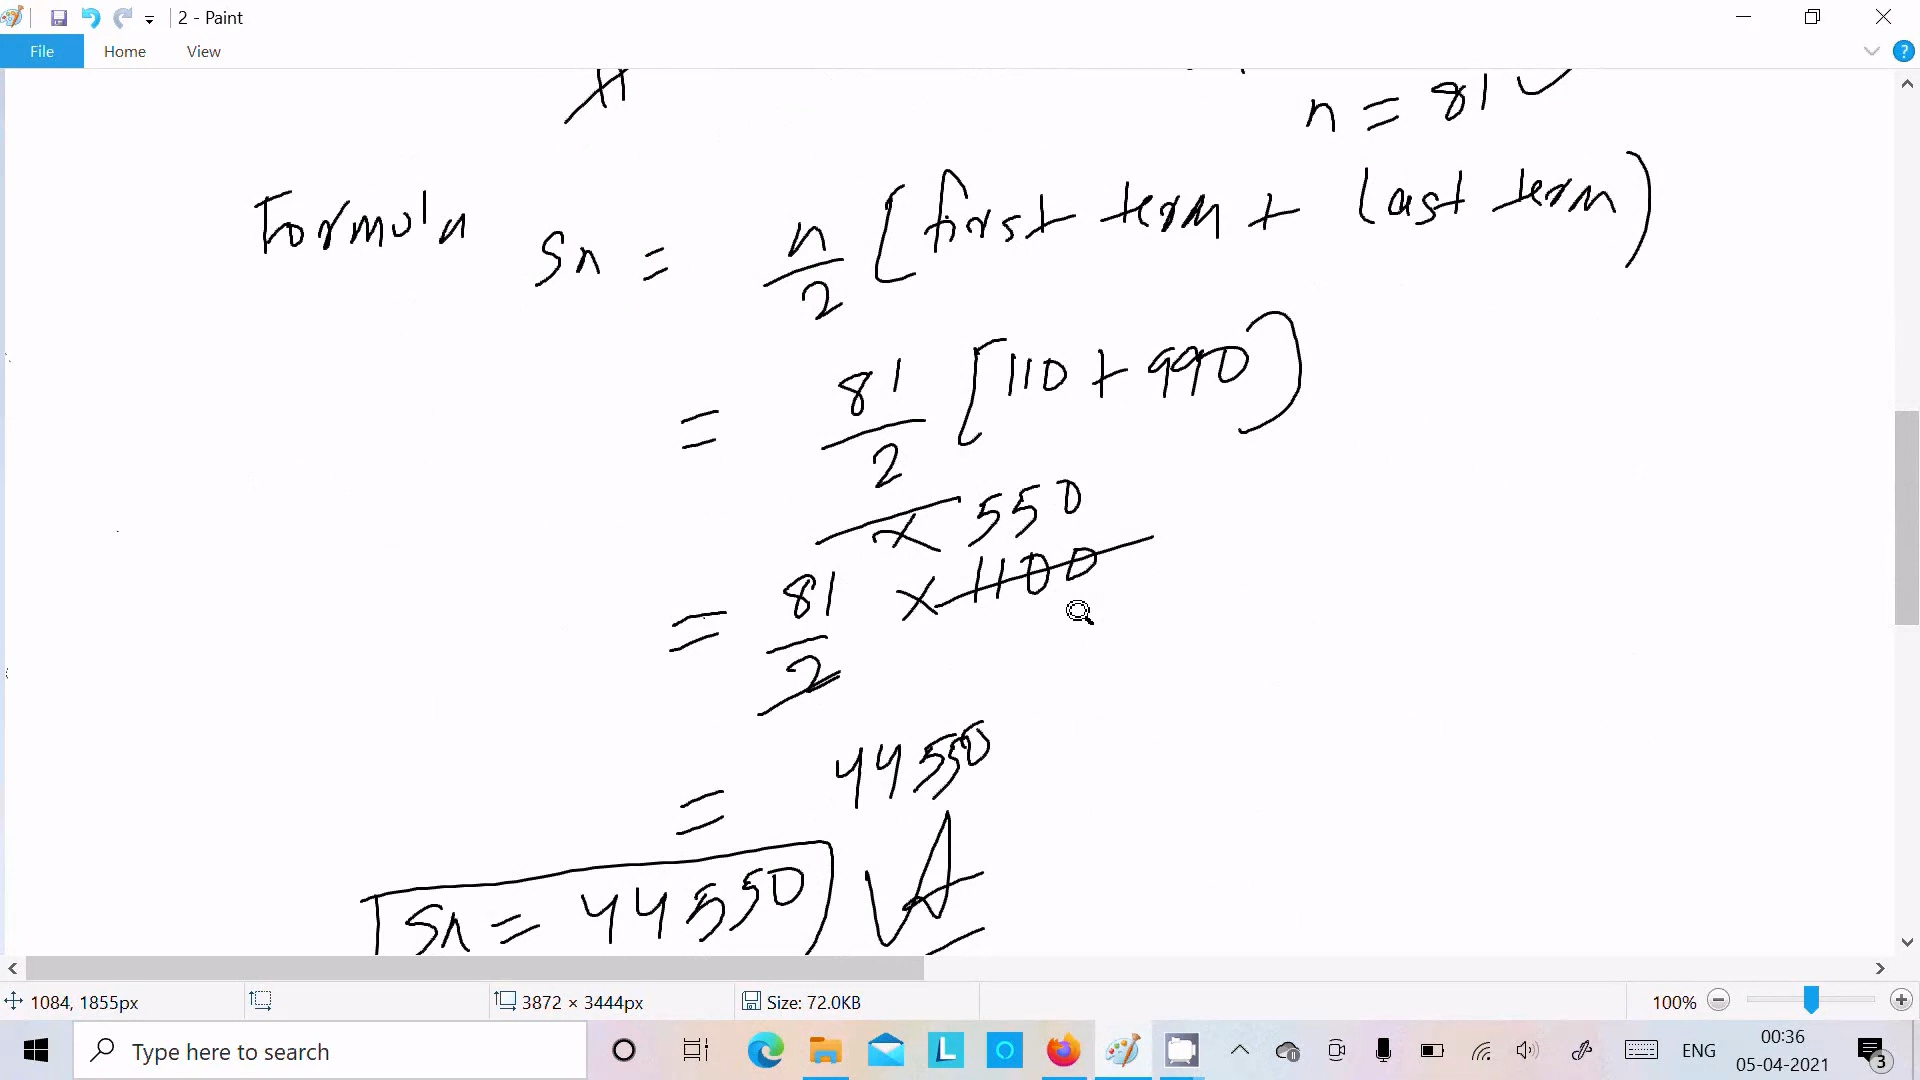 2 - Paint
File Home View
n = 81
Formula Sn = n/2 [first term + last term)
= 81/2 [110 + 990)
x 550
= 81/2 x 1100
= 44550
Sn = 44550
1084, 1855px 3872 × 3444px Size: 72.0KB 100%
Type here to search
L
ENG
00:36
05-04-2021
3